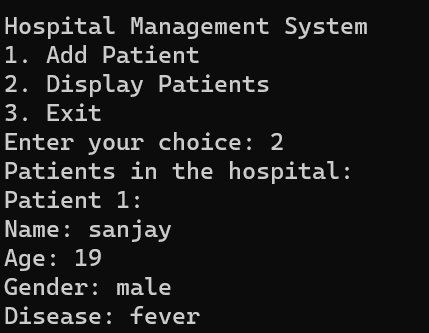 Hospital Management System
1. Add Patient
2. Display Patients
3. Exit
Enter your choice: 2
Patients in the hospital:
Patient 1:
Name: sanjay
Age: 19
Gender: male
Disease: fever